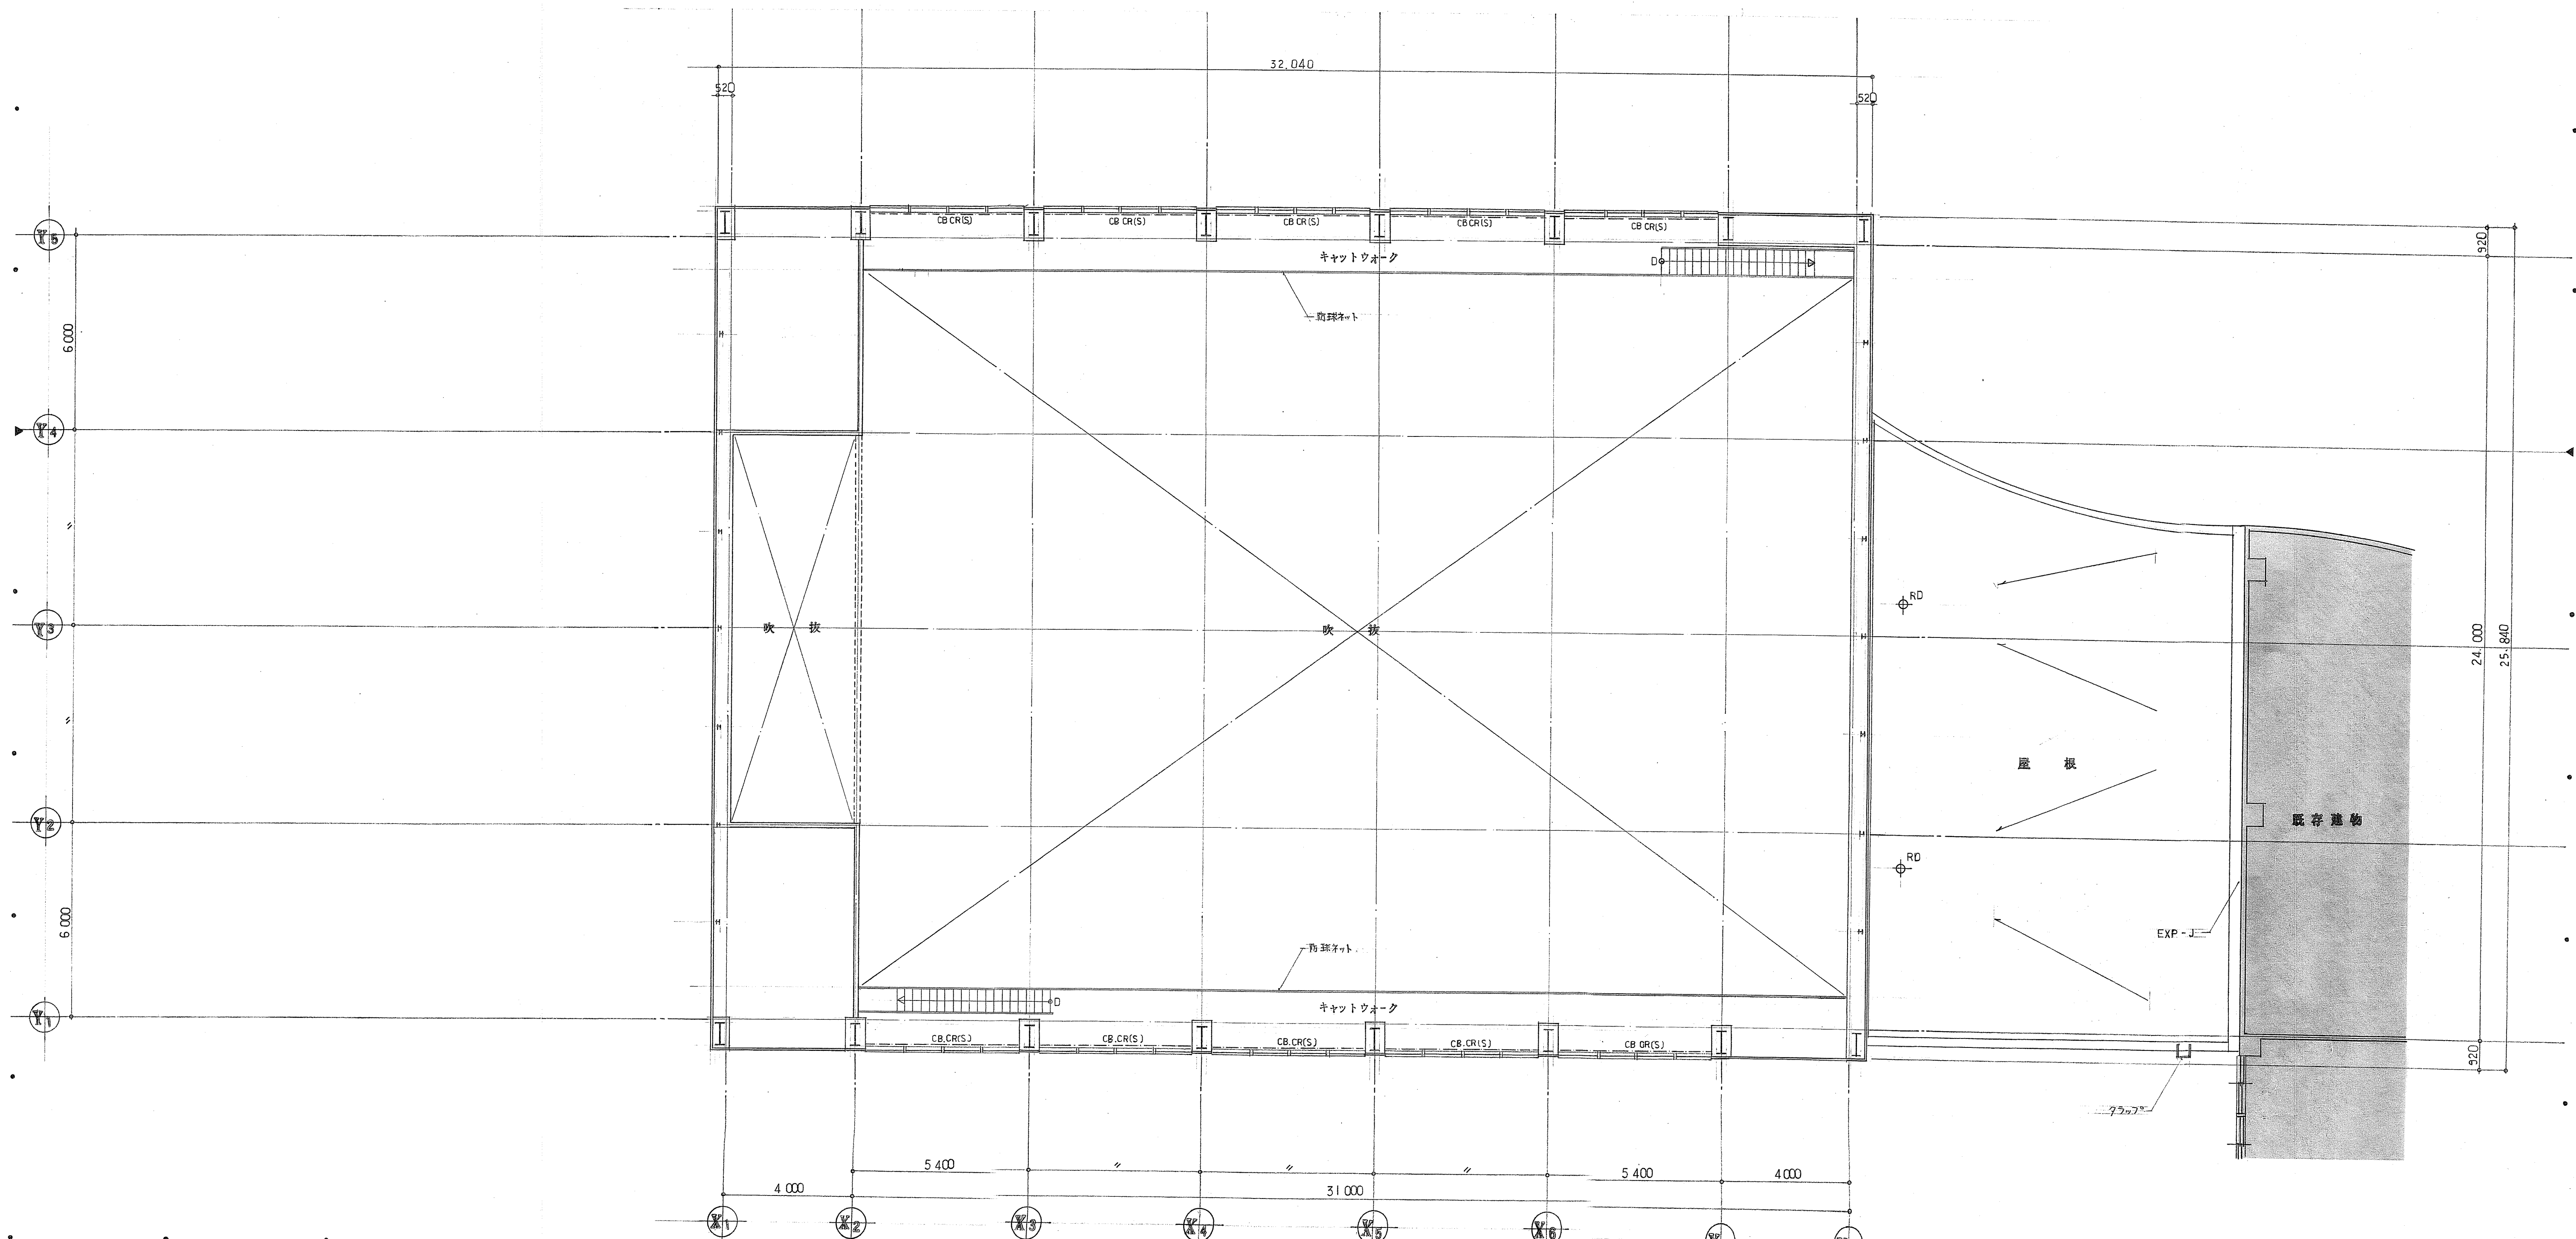 32,040
520
520
Y5
CB CR(S)
CB CR(S)
CB CR(S)
CB CR(S)
CB CR(S)
920
キャットウォーク
D
防球ネット
6 000
Y4
〃
RD
吹 抜
吹 抜
Y3
24,000
25,840
〃
屋 根
Y2
既存建物
RD
6 000
EXP-J
防球ネット
D
キャットウォーク
Y1
CB.CR(S)
CB.CR(S)
CB.CR(S)
CB.CR(S)
CB CR(S)
920
タラップ
5 400
〃
〃
〃
5 400
4 000
4 000
31 000
X1
X2
X3
X4
X5
X6